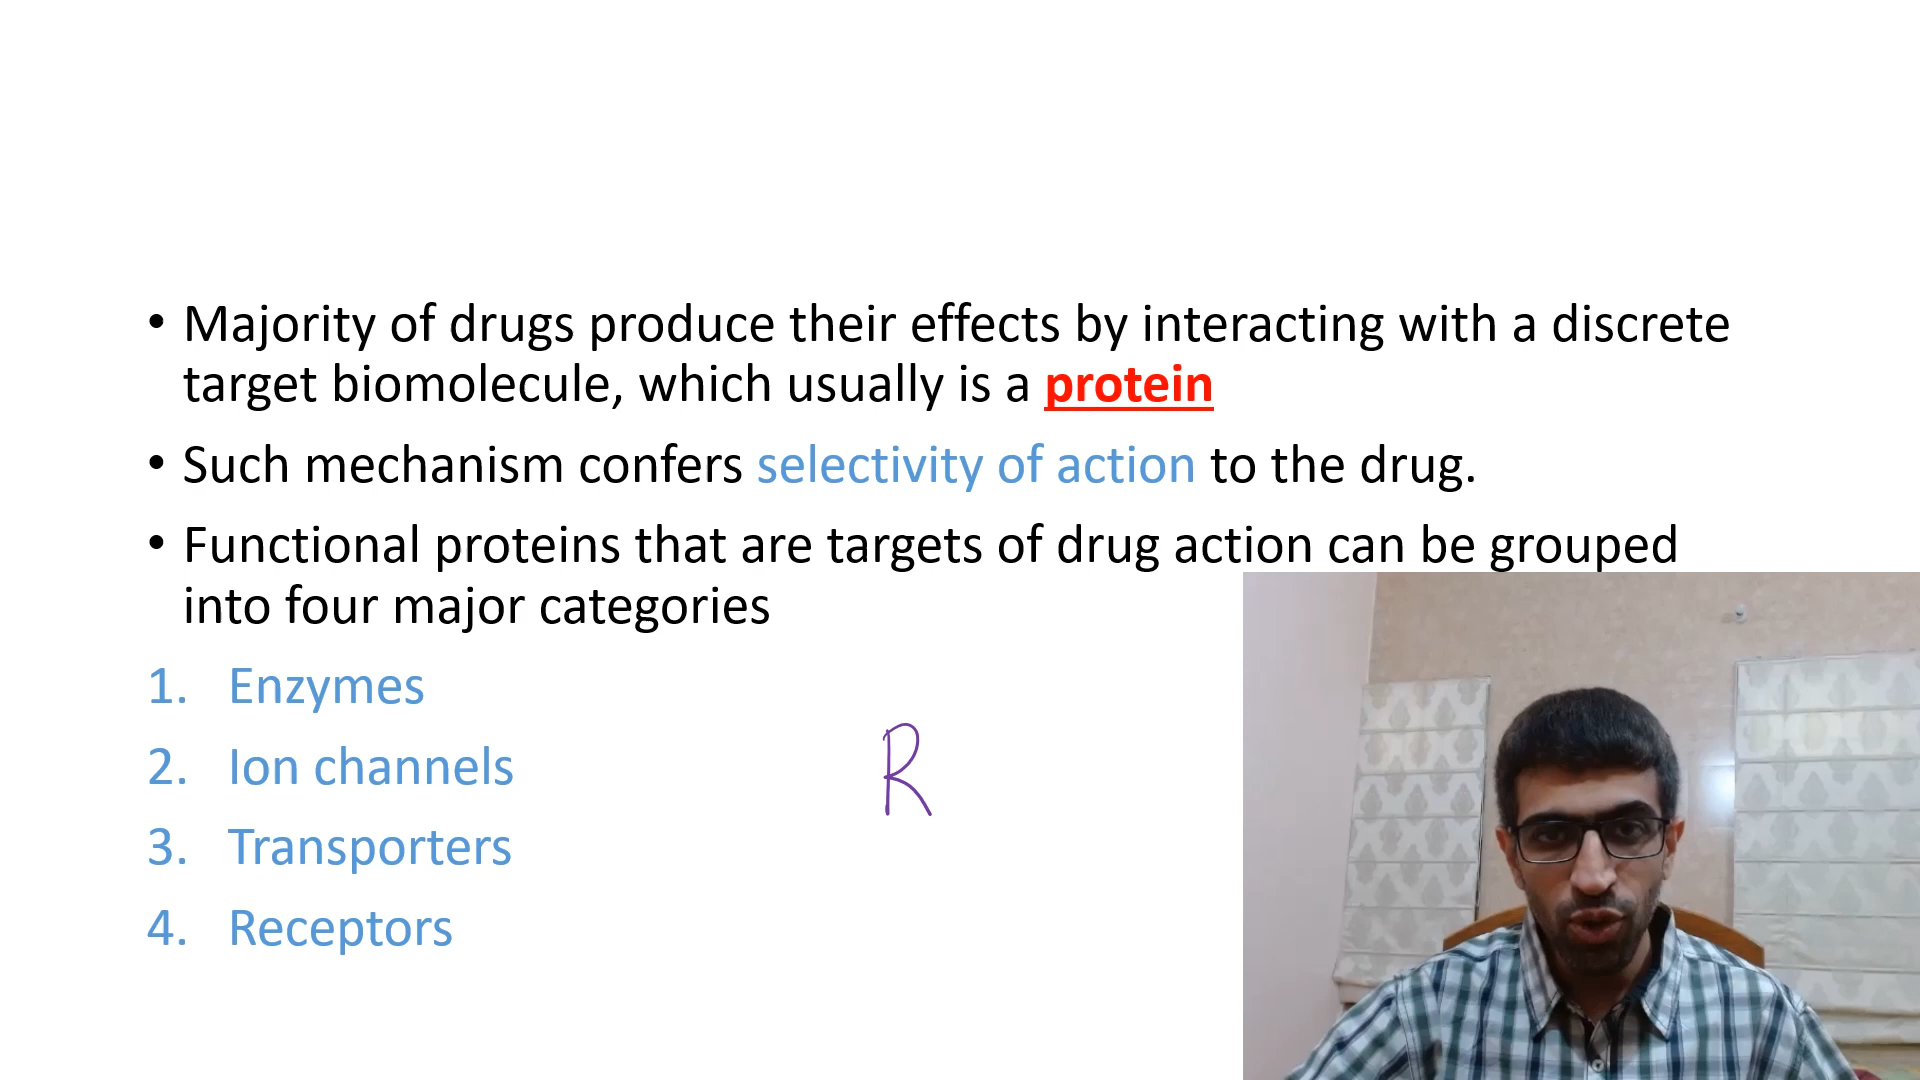 • Majority of drugs produce their effects by interacting with a discrete
target biomolecule, which usually is a protein
• Such mechanism confers selectivity of action to the drug.
• Functional proteins that are targets of drug action can be grouped
into four major categories
1. Enzymes
2. Ion channels
3. Transporters
4. Receptors
R